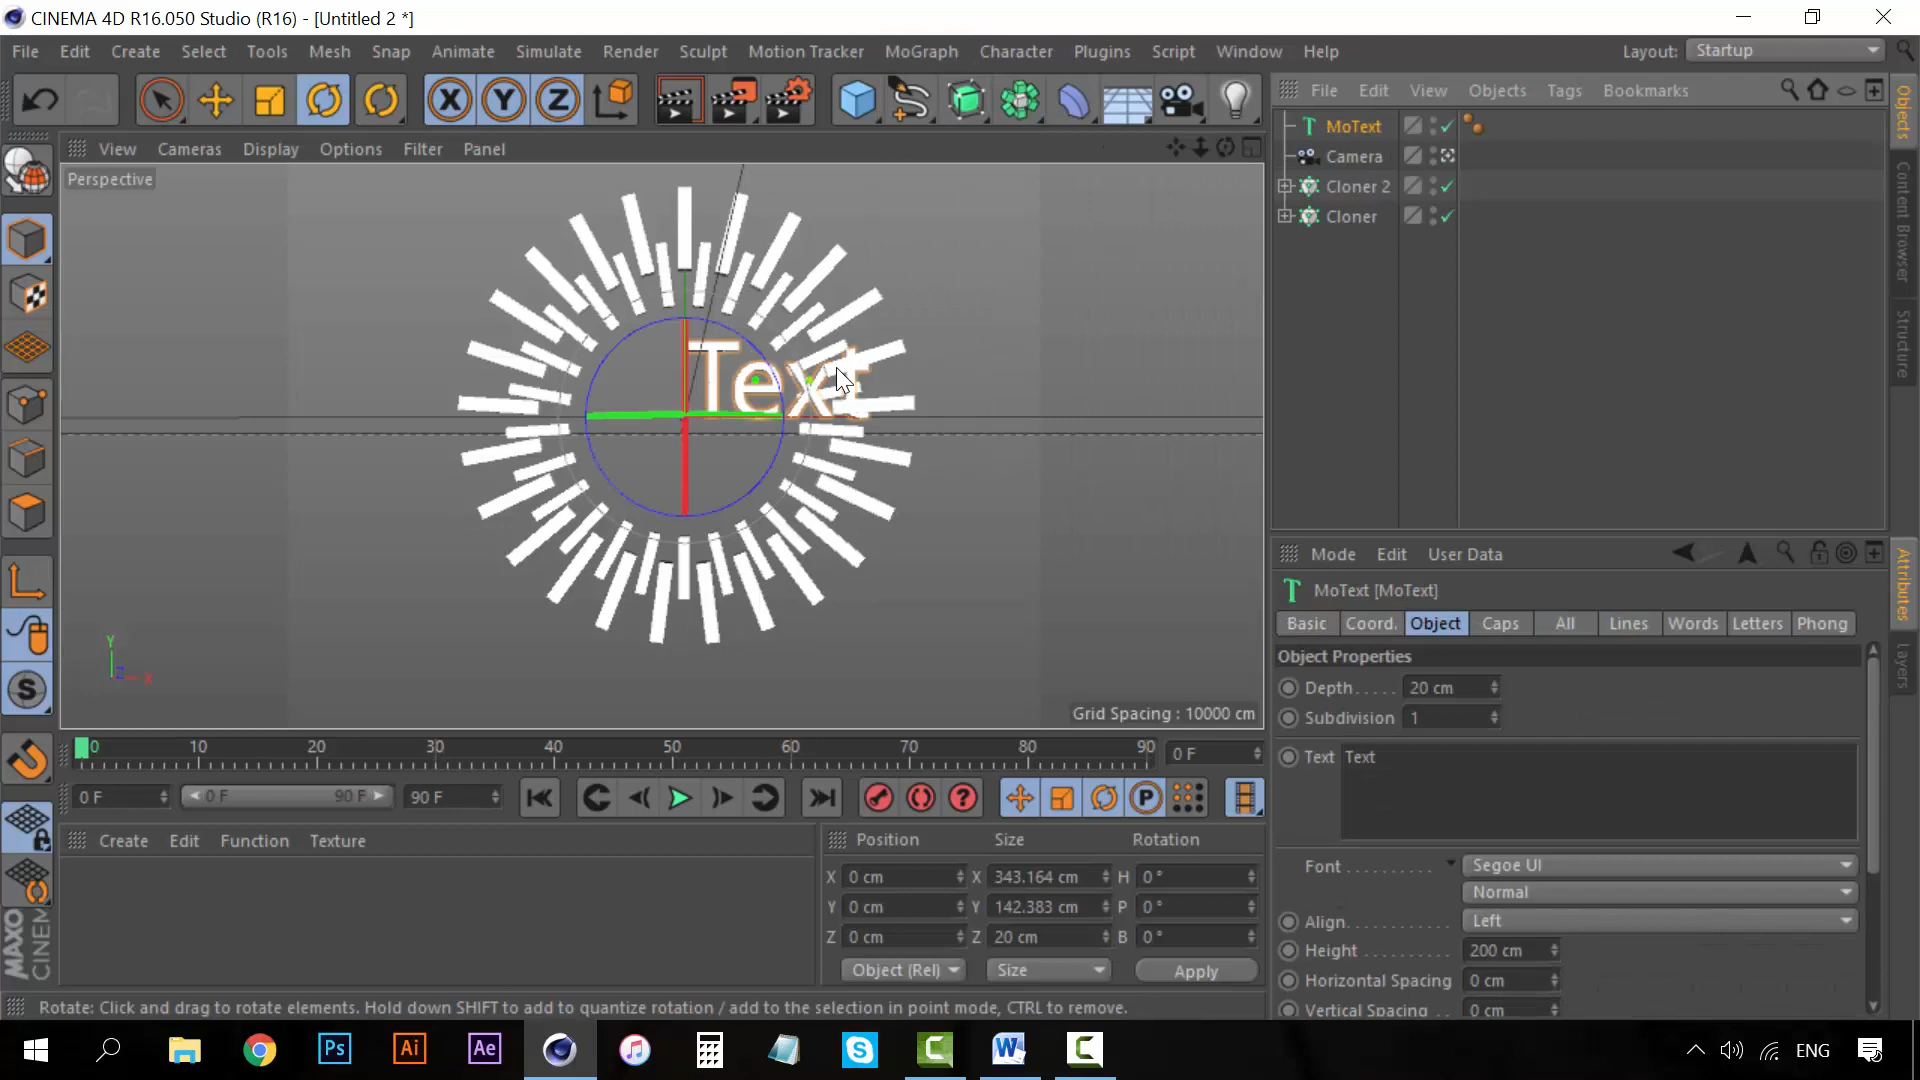 CINEMA 4D R16.050 Studio (R16) - [Untitled 2 *]
File Edit Create Select Tools Mesh Snap Animate Simulate Render Sculpt Motion Tracker MoGraph Character Plugins Script Window Help Layout: Startup
X Y Z
File Edit View Objects Tags Bookmarks
View Cameras Display Options Filter Panel
Perspective
MoText
Camera
Cloner 2
Cloner
Objects
Content Browser
Structure
Text
Y
Z X
Grid Spacing : 10000 cm
Mode Edit User Data
MoText [MoText]
Basic Coord. Object Caps All Lines Words Letters Phong
Object Properties
Depth..... 20 cm
Subdivision 1
Text Text
Font .......... Segoe UI
Normal
Align........... Left
Height .......... 200 cm
Horizontal Spacing 0 cm
Vertical Spacing .. 0 cm
Attributes
Layers
0 10 20 30 40 50 60 70 80 90 0 F
0 F 0 F 90 F 90 F
P
Create Edit Function Texture
Position Size Rotation
X 0 cm X 343.164 cm H 0 °
Y 0 cm Y 142.383 cm P 0 °
Z 0 cm Z 20 cm B 0 °
Object (Rel) Size Apply
S
MAXO
CINEM
Rotate: Click and drag to rotate elements. Hold down SHIFT to add to quantize rotation / add to the selection in point mode, CTRL to remove.
Ps Ai Ae ENG